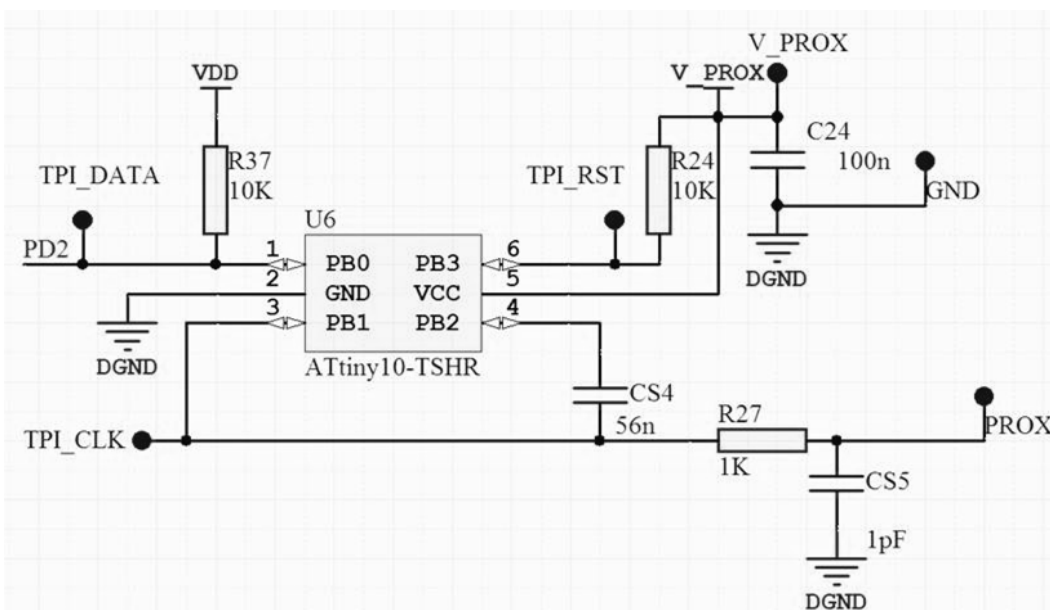 V_PROX
VDD
V_PROX
C24
100n
GND
DGND
R37
10K
TPI_DATA
TPI_RST
R24
10K
U6
PD2
1
2
3
PB0
GND
PB1
PB3
VCC
PB2
6
5
4
DGND
ATtiny10-TSHR
CS4
56n
TPI_CLK
R27
1K
PROX
CS5
1pF
DGND